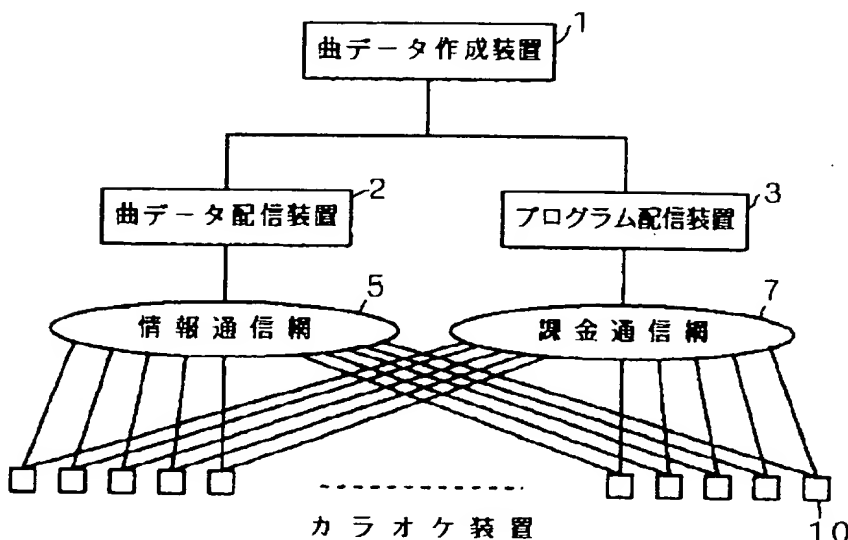 1
曲データ作成装置
2
曲データ配信装置
3
プログラム配信装置
5
情報通信網
7
課金通信網
カラオケ装置
10